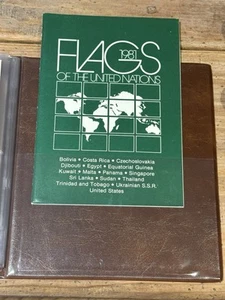 FLAGS
1981
OF THE UNITED NATIONS
Bolivia • Costa Rica • Czechoslovakia
Djibouti • Egypt • Equatorial Guinea
Kuwait • Malta • Panama • Singapore
Sri Lanka • Sudan • Thailand
Trinidad and Tobago • Ukrainian S.S.R.
United States